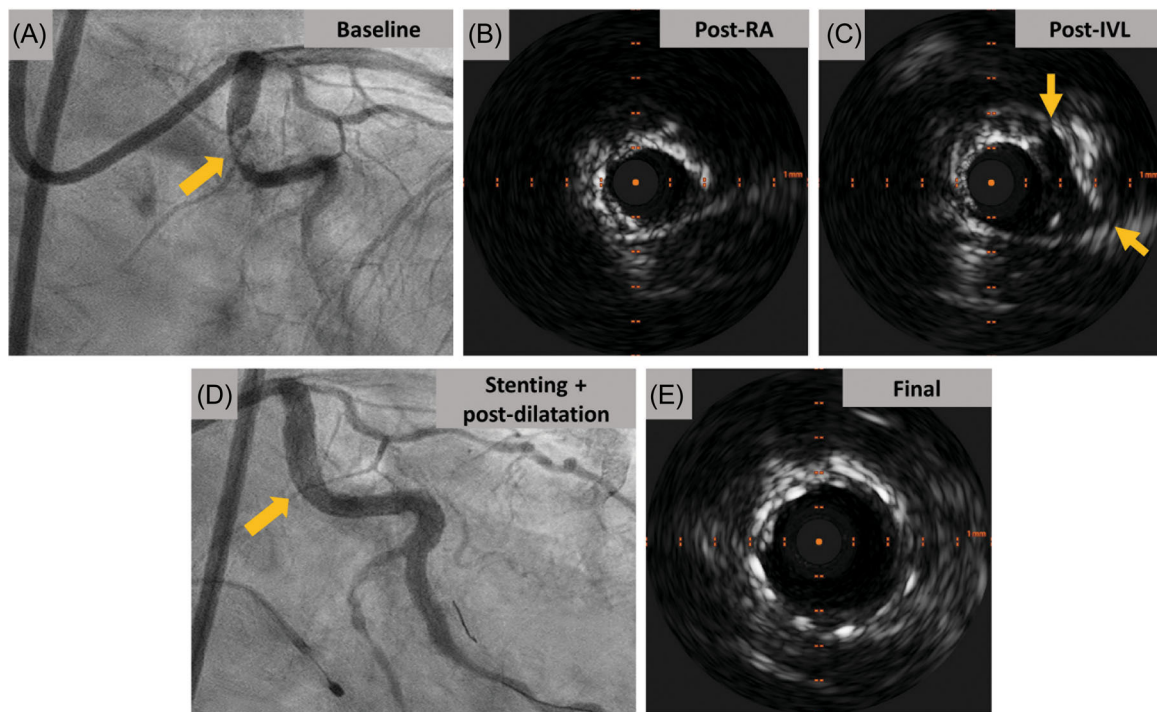 (A)
Baseline
(B)
Post-RA
(C)
Post-IVL
1 mm
1 mm
(D)
Stenting +
post-dilatation
(E)
Final
1 mm